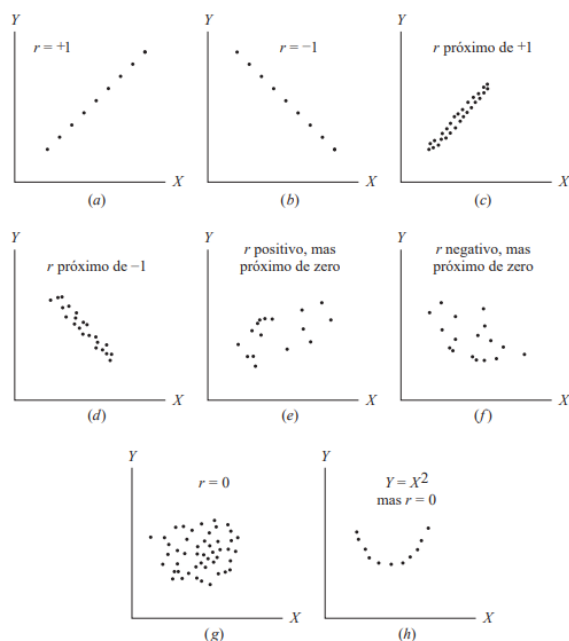 Y
r = +1
X
(a)
Y
r = −1
X
(b)
Y
r próximo de +1
X
(c)
Y
r próximo de −1
X
(d)
Y
r positivo, mas
próximo de zero
X
(e)
Y
r negativo, mas
próximo de zero
X
(f)
Y
r = 0
X
(g)
Y
Y = X²
mas r = 0
X
(h)